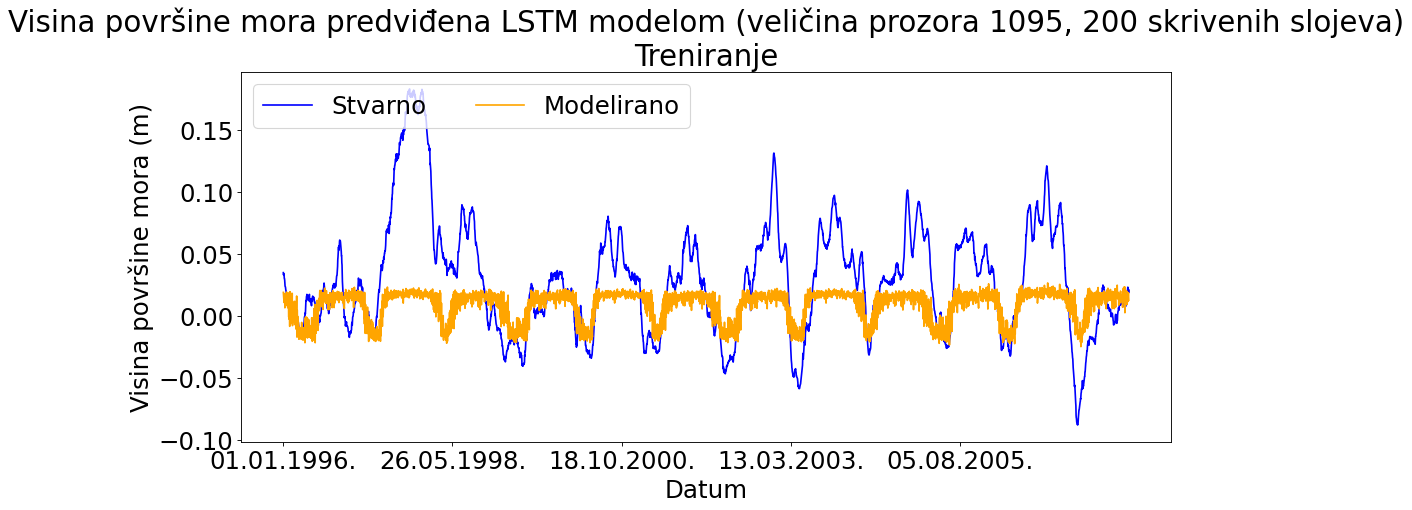 Visina površine mora predviđena LSTM modelom (veličina prozora 1095, 200 skrivenih slojeva)
Treniranje
Stvarno Modelirano
Visina površine mora (m)
0.15
0.10
0.05
0.00
−0.05
−0.10
01.01.1996. 26.05.1998. 18.10.2000. 13.03.2003. 05.08.2005.
Datum